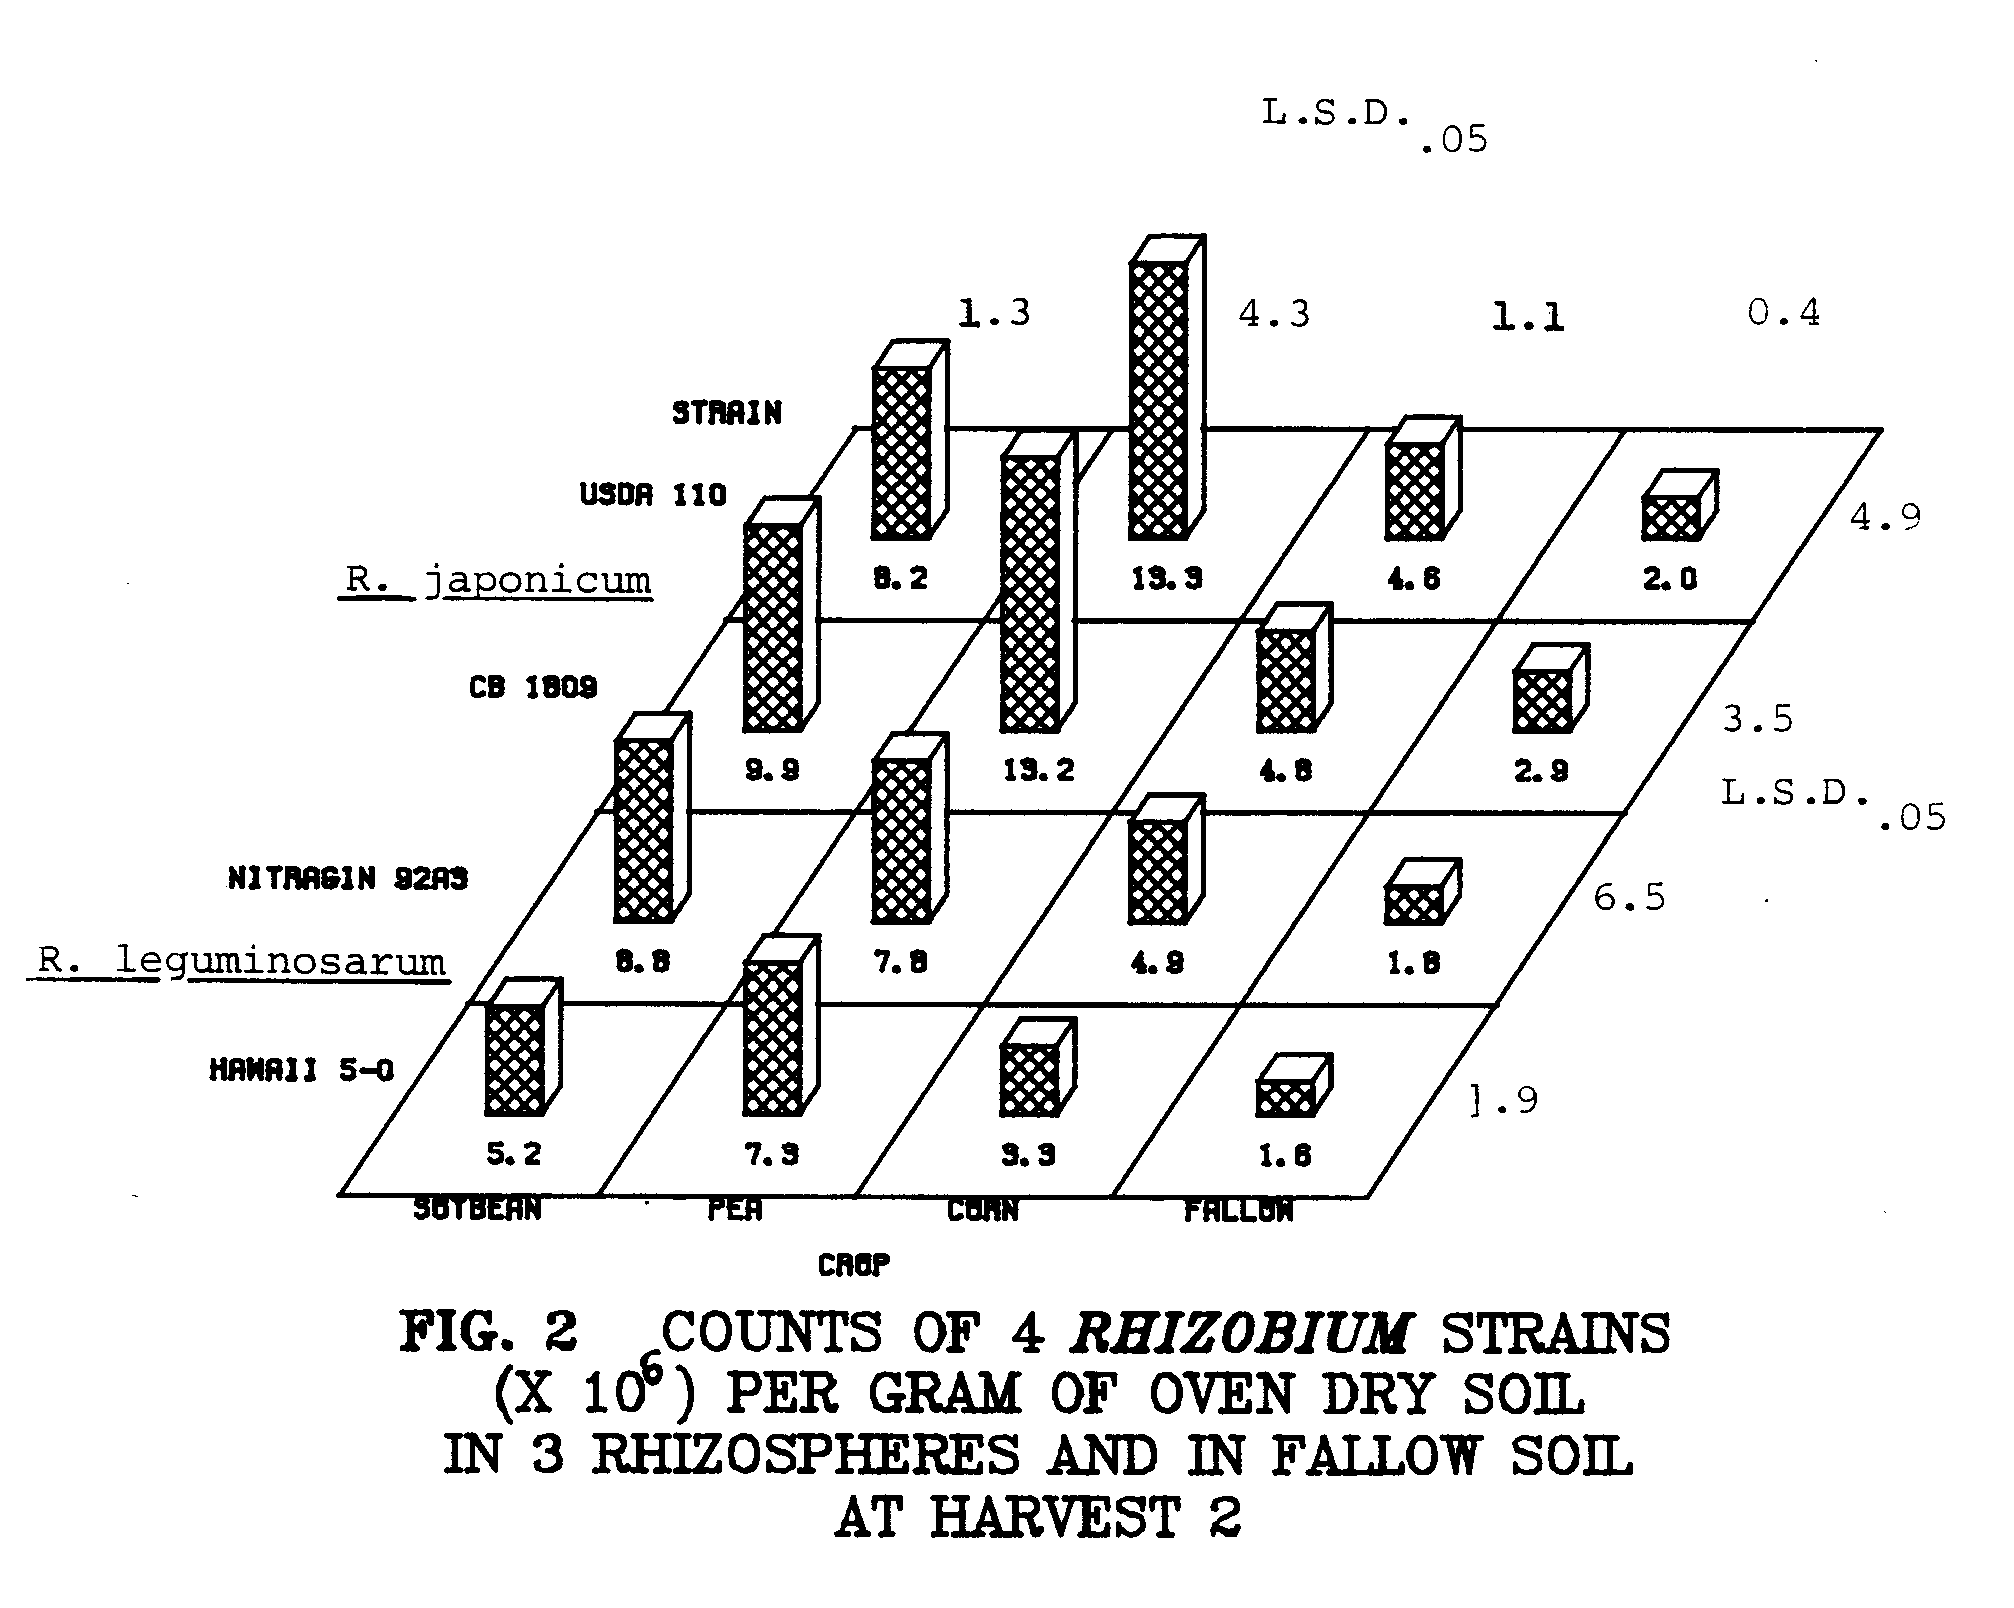 L.S.D. .05
1.3 4.3 1.1 0.4
STRAIN
USDA 110
4.9
R. japonicum
8.2 13.3 4.6 2.0
CB 1809
3.5
9.9 13.2 4.8 2.9
L.S.D. .05
NITRAGIN 92A3
6.5
R. leguminosarum
8.8 7.8 4.9 1.8
HAWAII 5-0
1.9
5.2 7.3 3.3 1.6
SOYBEAN PEA CORN FALLOW
CROP
FIG. 2 COUNTS OF 4 RHIZOBIUM STRAINS
(X 10⁶) PER GRAM OF OVEN DRY SOIL
IN 3 RHIZOSPHERES AND IN FALLOW SOIL
AT HARVEST 2